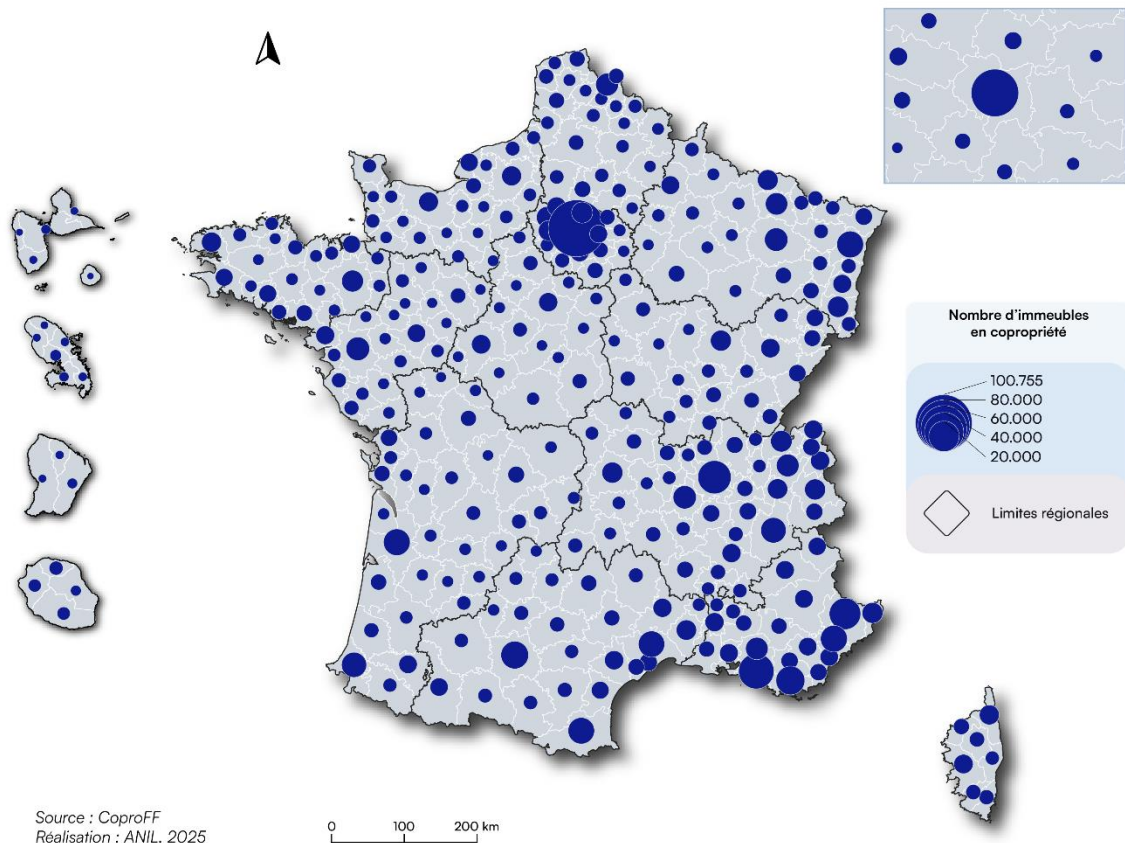 Nombre d'immeubles
en copropriété
100.755
80.000
60.000
40.000
20.000
Limites régionales
Source : CoproFF
Réalisation : ANIL. 2025
0 100 200 km